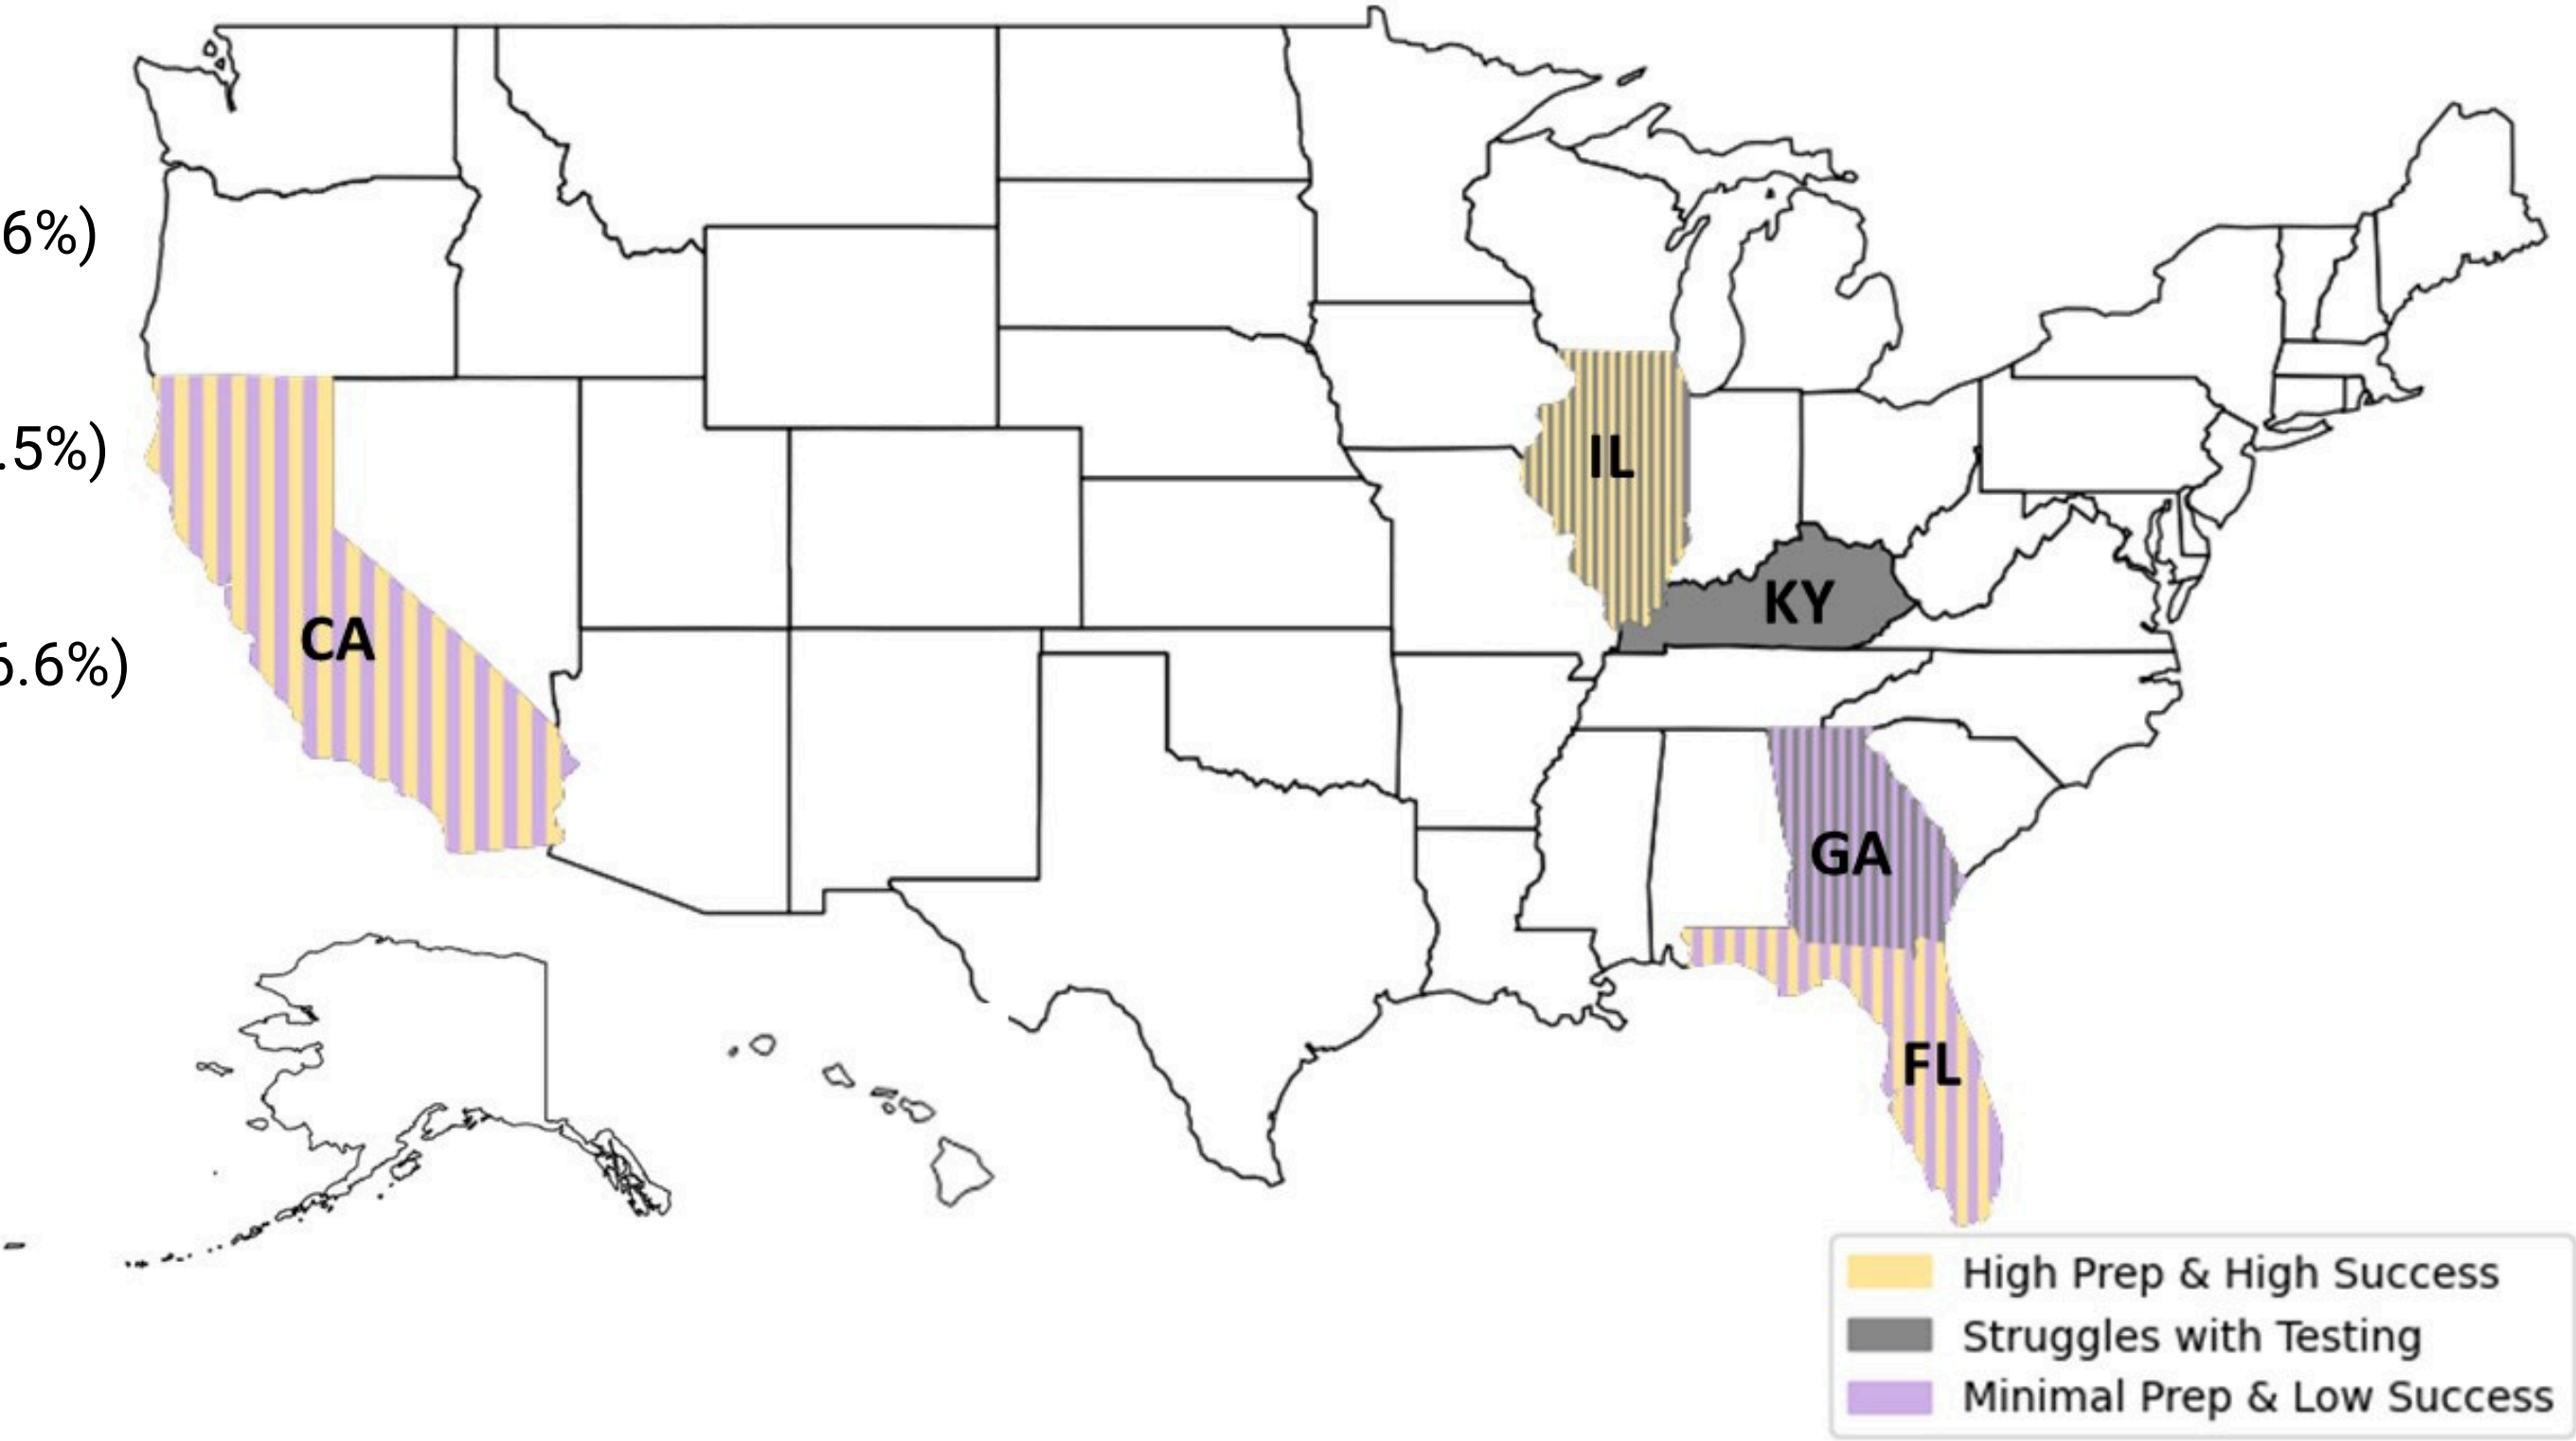 6%)
.5%)
6.6%)
IL
KY
CA
GA
FL
High Prep & High Success
Struggles with Testing
Minimal Prep & Low Success